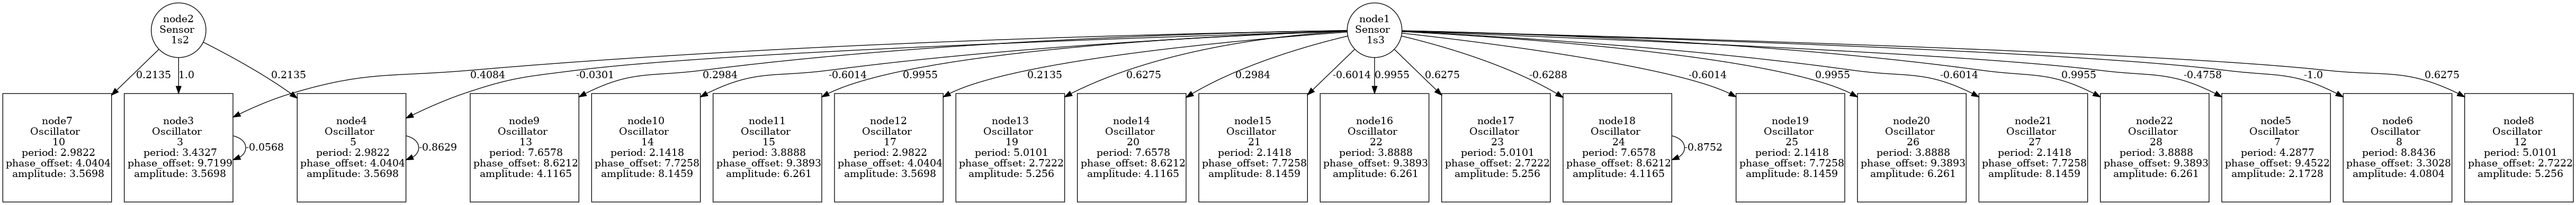 node2
Sensor
1s2
node1
Sensor
1s3
0.2135
1.0
0.2135
0.4084
-0.0301
0.2984
-0.6014
0.9955
0.2135
0.6275
0.2984
-0.6014
0.9955
0.6275
-0.6288
-0.6014
0.9955
-0.6014
0.9955
-0.4758
-1.0
0.6275
node7
Oscillator
10
period: 2.9822
phase_offset: 4.0404
amplitude: 3.5698
node3
Oscillator
3
period: 3.4327
phase_offset: 9.7199
amplitude: 3.5698
-0.0568
node4
Oscillator
5
period: 2.9822
phase_offset: 4.0404
amplitude: 3.5698
-0.8629
node9
Oscillator
13
period: 7.6578
phase_offset: 8.6212
amplitude: 4.1165
node10
Oscillator
14
period: 2.1418
phase_offset: 7.7258
amplitude: 8.1459
node11
Oscillator
15
period: 3.8888
phase_offset: 9.3893
amplitude: 6.261
node12
Oscillator
17
period: 2.9822
phase_offset: 4.0404
amplitude: 3.5698
node13
Oscillator
19
period: 5.0101
phase_offset: 2.7222
amplitude: 5.256
node14
Oscillator
20
period: 7.6578
phase_offset: 8.6212
amplitude: 4.1165
node15
Oscillator
21
period: 2.1418
phase_offset: 7.7258
amplitude: 8.1459
node16
Oscillator
22
period: 3.8888
phase_offset: 9.3893
amplitude: 6.261
node17
Oscillator
23
period: 5.0101
phase_offset: 2.7222
amplitude: 5.256
node18
Oscillator
24
period: 7.6578
phase_offset: 8.6212
amplitude: 4.1165
-0.8752
node19
Oscillator
25
period: 2.1418
phase_offset: 7.7258
amplitude: 8.1459
node20
Oscillator
26
period: 3.8888
phase_offset: 9.3893
amplitude: 6.261
node21
Oscillator
27
period: 2.1418
phase_offset: 7.7258
amplitude: 8.1459
node22
Oscillator
28
period: 3.8888
phase_offset: 9.3893
amplitude: 6.261
node5
Oscillator
7
period: 4.2877
phase_offset: 9.4522
amplitude: 2.1728
node6
Oscillator
8
period: 8.8436
phase_offset: 3.3028
amplitude: 4.0804
node8
Oscillator
12
period: 5.0101
phase_offset: 2.7222
amplitude: 5.256